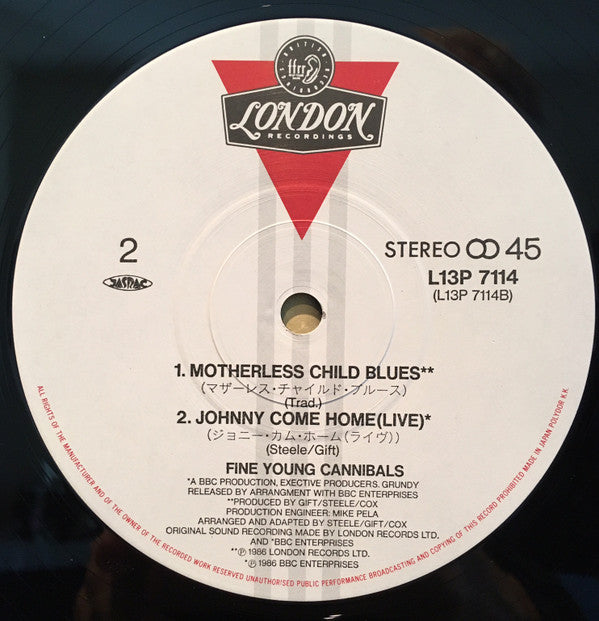 BRITISH
ffrr
RECORDINGS
LONDON
RECORDINGS
2
STEREO 45
JASRAC
L13P 7114
(L13P 7114B)
1. MOTHERLESS CHILD BLUES**
(マザーレス・チャイルド・ブルース)
(Trad.)
2. JOHNNY COME HOME(LIVE)*
(ジョニー・カム・ホーム(ライヴ))
(Steele/Gift)
FINE YOUNG CANNIBALS
*A BBC PRODUCTION, EXECTIVE PRODUCERS. GRUNDY
RELEASED BY ARRANGEMENT WITH BBC ENTERPRISES
**PRODUCED BY GIFT/STEELE/COX
PRODUCTION ENGINEER: MIKE PELA
ARRANGED AND ADAPTED BY STEELE/GIFT/COX
ORIGINAL SOUND RECORDING MADE BY LONDON RECORDS LTD.
AND *BBC ENTERPRISES
**℗ 1986 LONDON RECORDS LTD.
*℗ 1986 BBC ENTERPRISES
ALL RIGHTS OF THE MANUFACTURER AND OF THE OWNER OF THE RECORDED WORK RESERVED UNAUTHORISED PUBLIC PERFORMANCE BROADCASTING AND COPYING OF THIS RECORD PROHIBITED MADE IN JAPAN POLYDOR K.K.